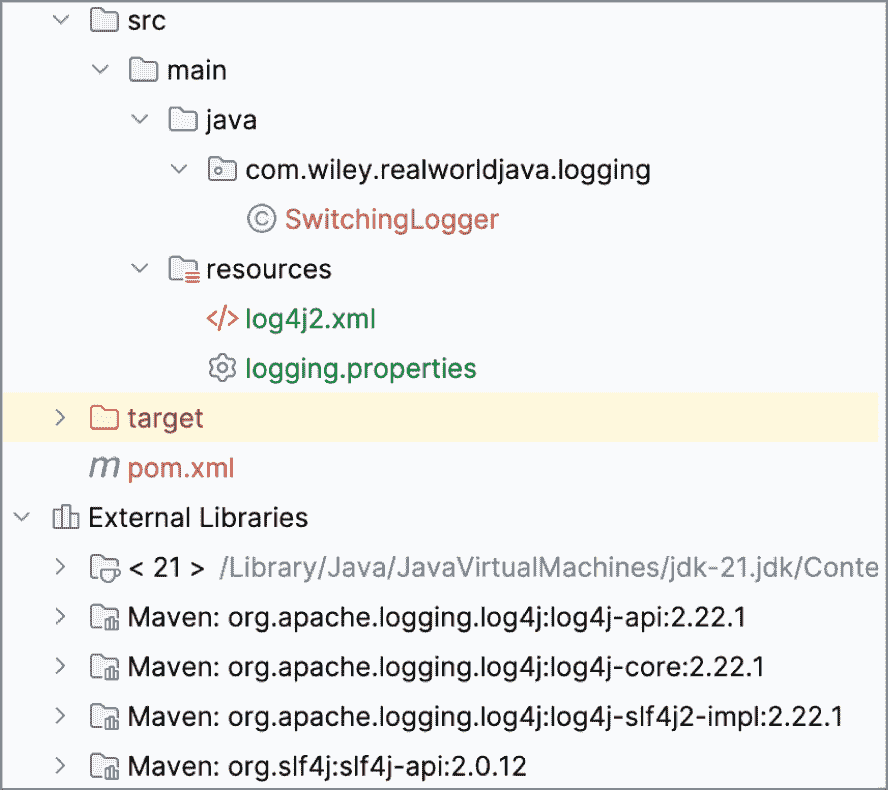 src
main
java
com.wiley.realworldjava.logging
SwitchingLogger
resources
log4j2.xml
logging.properties
target
pom.xml
External Libraries
< 21 > /Library/Java/JavaVirtualMachines/jdk-21.jdk/Conte
Maven: org.apache.logging.log4j:log4j-api:2.22.1
Maven: org.apache.logging.log4j:log4j-core:2.22.1
Maven: org.apache.logging.log4j:log4j-slf4j2-impl:2.22.1
Maven: org.slf4j:slf4j-api:2.0.12